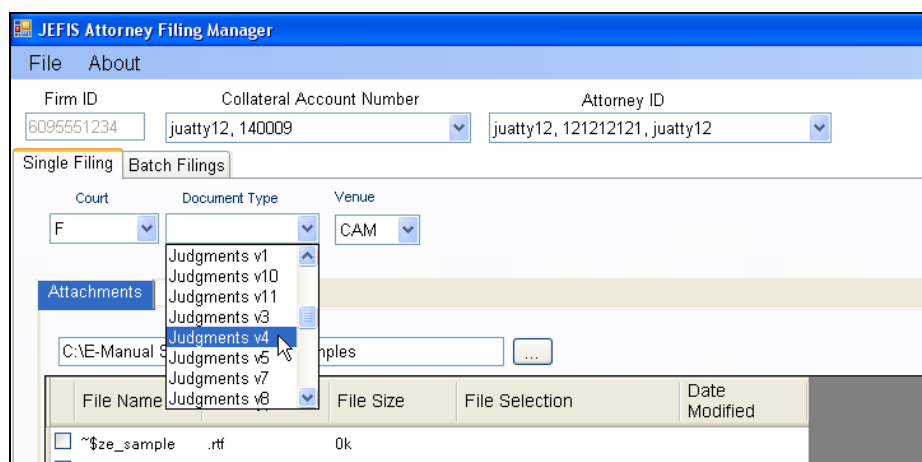 JEFIS Attorney Filing Manager
File About
Firm ID Collateral Account Number Attorney ID
6095551234 juatty12, 140009 juatty12, 121212121, juatty12
Single Filing Batch Filings
Court Document Type Venue
F CAM
Judgments v1
Judgments v10
Judgments v11
Attachments
Judgments v3
Judgments v4
C:\E-Manual
Judgments v5
...
Judgments v7
File Name Judgments v8 File Size File Selection Date Modified
~$ze_sample .rtf 0k